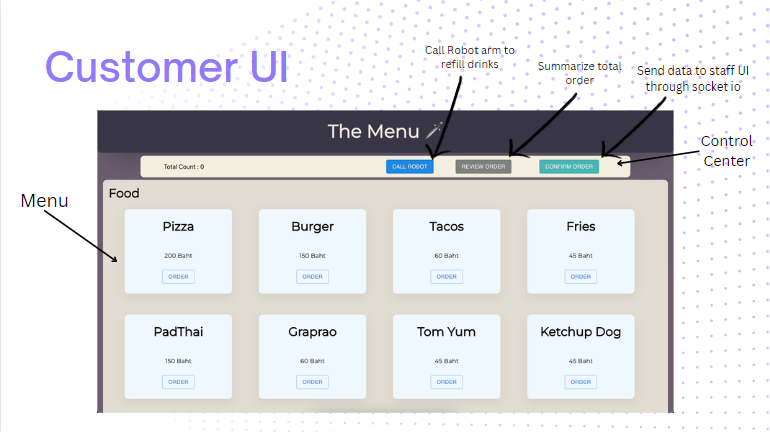 Customer UI
Call Robot arm to
refill drinks
Summarize total
order
Send data to staff UI
through socket io
The Menu
Control
Center
Total Count : 0
CALL ROBOT
REVIEW ORDER
CONFIRM ORDER
Menu
Food
Pizza
Burger
Tacos
Fries
200 Baht
150 Baht
60 Baht
45 Baht
ORDER
ORDER
ORDER
ORDER
PadThai
Graprao
Tom Yum
Ketchup Dog
150 Baht
60 Baht
45 Baht
45 Baht
ORDER
ORDER
ORDER
ORDER